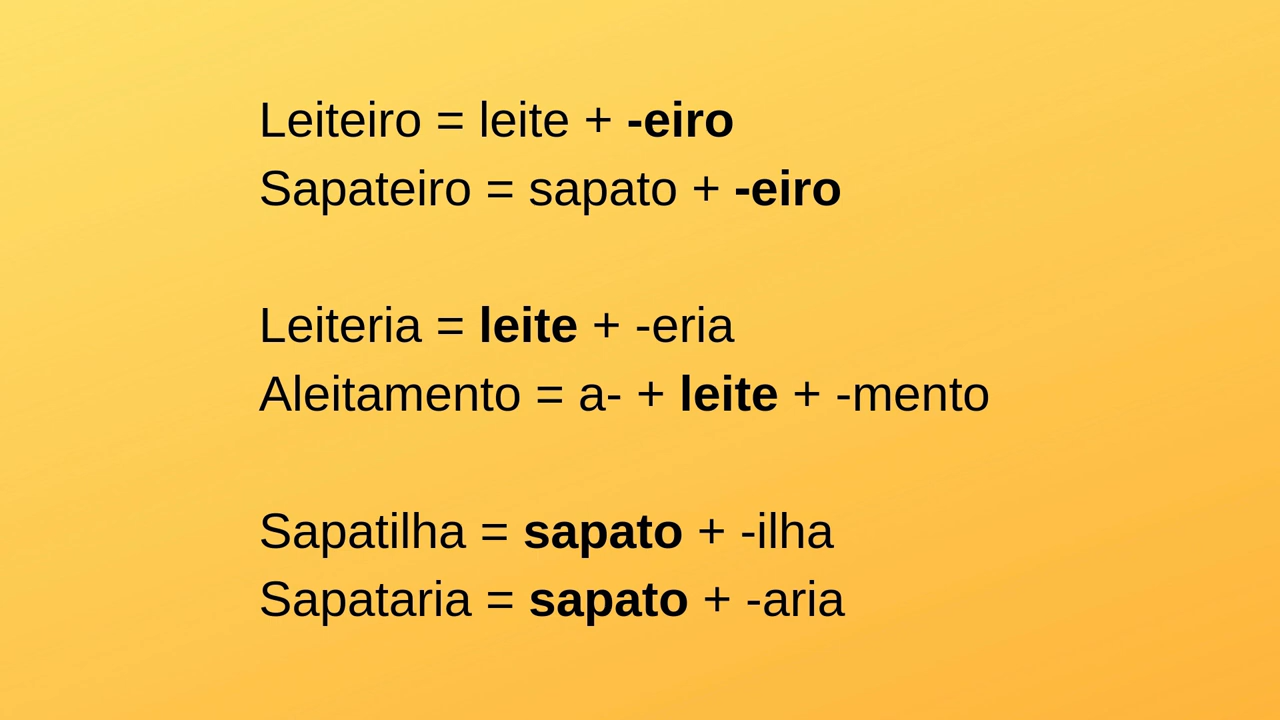 Leiteiro = leite + -eiro
Sapateiro = sapato + -eiro
Leiteria = leite + -eria
Aleitamento = a- + leite + -mento
Sapatilha = sapato + -ilha
Sapataria = sapato + -aria